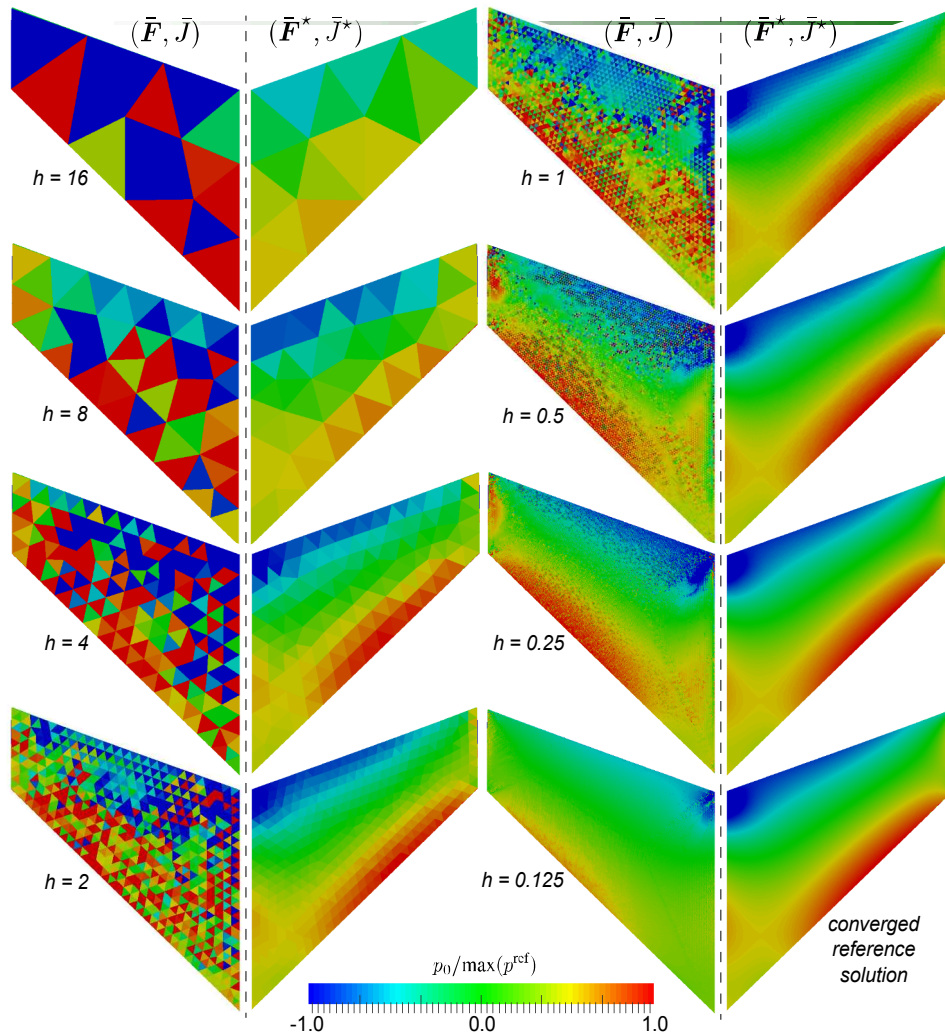 (F̄, J̄) (F̄⋆, J̄⋆) (F̄, J̄) (F̄⋆, J̄⋆)
h = 16
h = 1
h = 8
h = 0.5
h = 4
h = 0.25
h = 2
h = 0.125
converged
reference
solution
p₀/max(pʳᵉᶠ)
-1.0 0.0 1.0